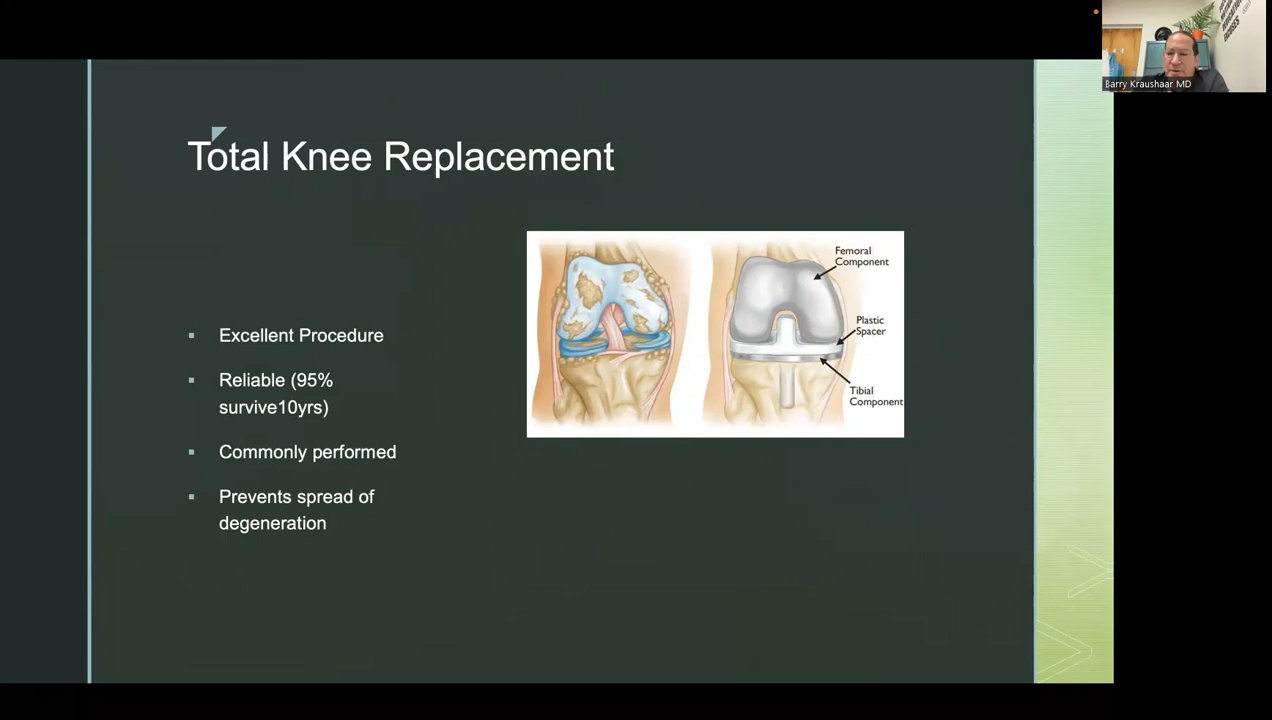 Barry Kraushaar MD
Total Knee Replacement
▪ Excellent Procedure
▪ Reliable (95%
survive10yrs)
▪ Commonly performed
▪ Prevents spread of
degeneration
Femoral
Component
Plastic
Spacer
Tibial
Component